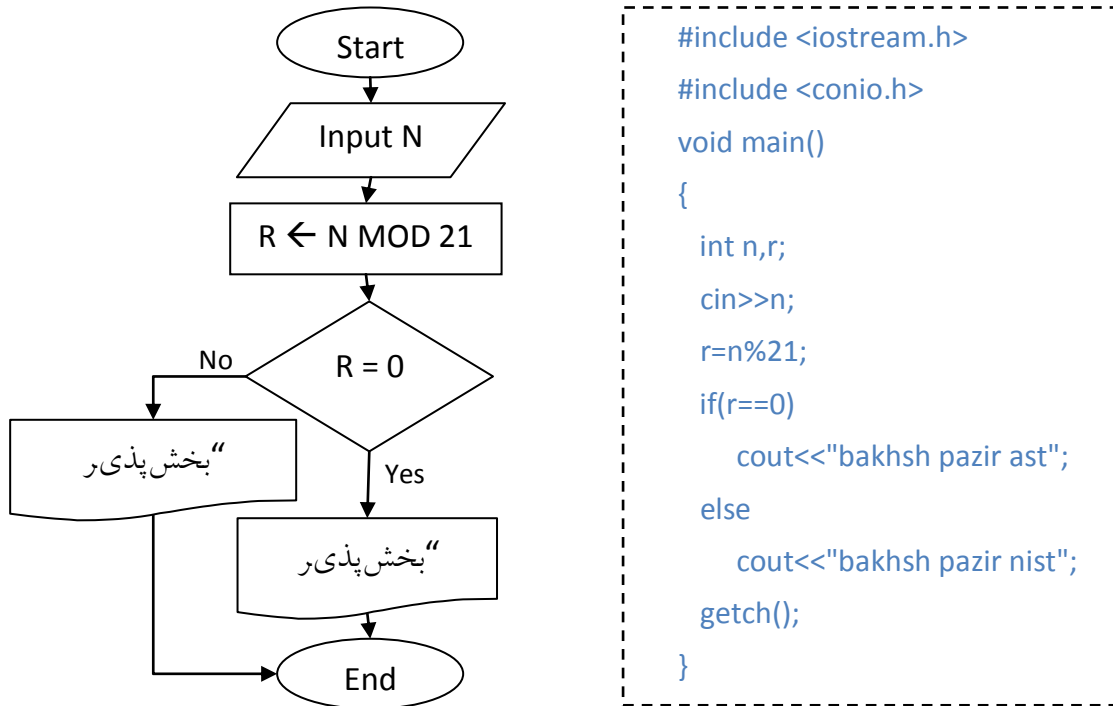 Start
Input N
R ← N MOD 21
R = 0
No
“بخش‌پذیر
Yes
“بخش‌پذیر
End
#include <iostream.h>
#include <conio.h>
void main()
{
int n,r;
cin>>n;
r=n%21;
if(r==0)
cout<<"bakhsh pazir ast";
else
cout<<"bakhsh pazir nist";
getch();
}